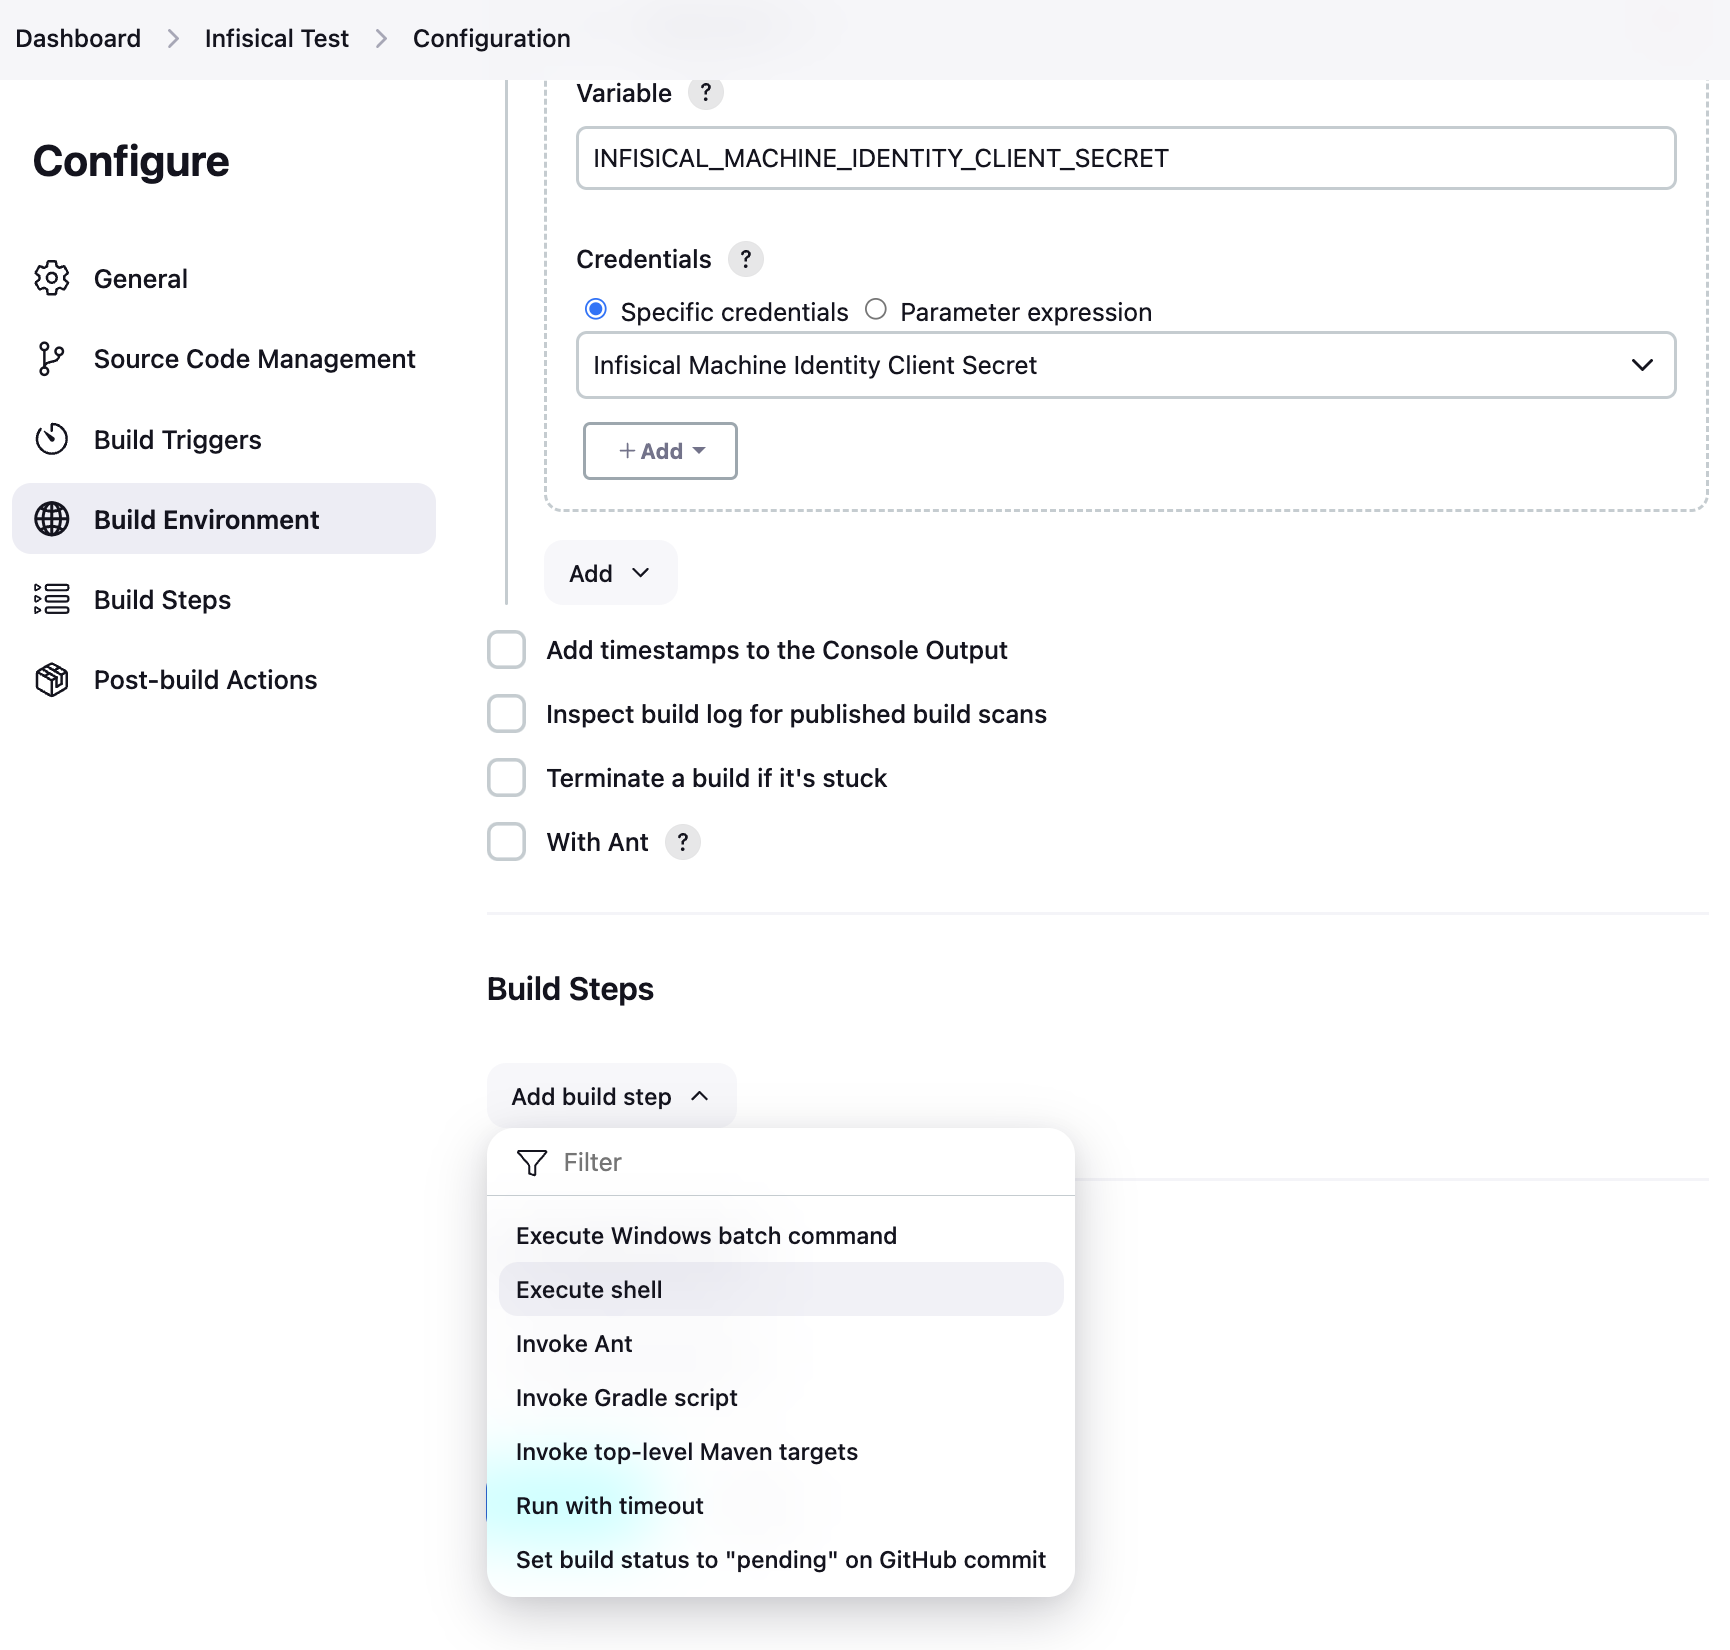 Dashboard > Infisical Test > Configuration
Configure
General
Source Code Management
Build Triggers
Build Environment
Build Steps
Post-build Actions
Variable ?
INFISICAL_MACHINE_IDENTITY_CLIENT_SECRET
Credentials ?
Specific credentials Parameter expression
Infisical Machine Identity Client Secret
+ Add
Add
Add timestamps to the Console Output
Inspect build log for published build scans
Terminate a build if it's stuck
With Ant ?
Build Steps
Add build step
Filter
Execute Windows batch command
Execute shell
Invoke Ant
Invoke Gradle script
Invoke top-level Maven targets
Run with timeout
Set build status to "pending" on GitHub commit